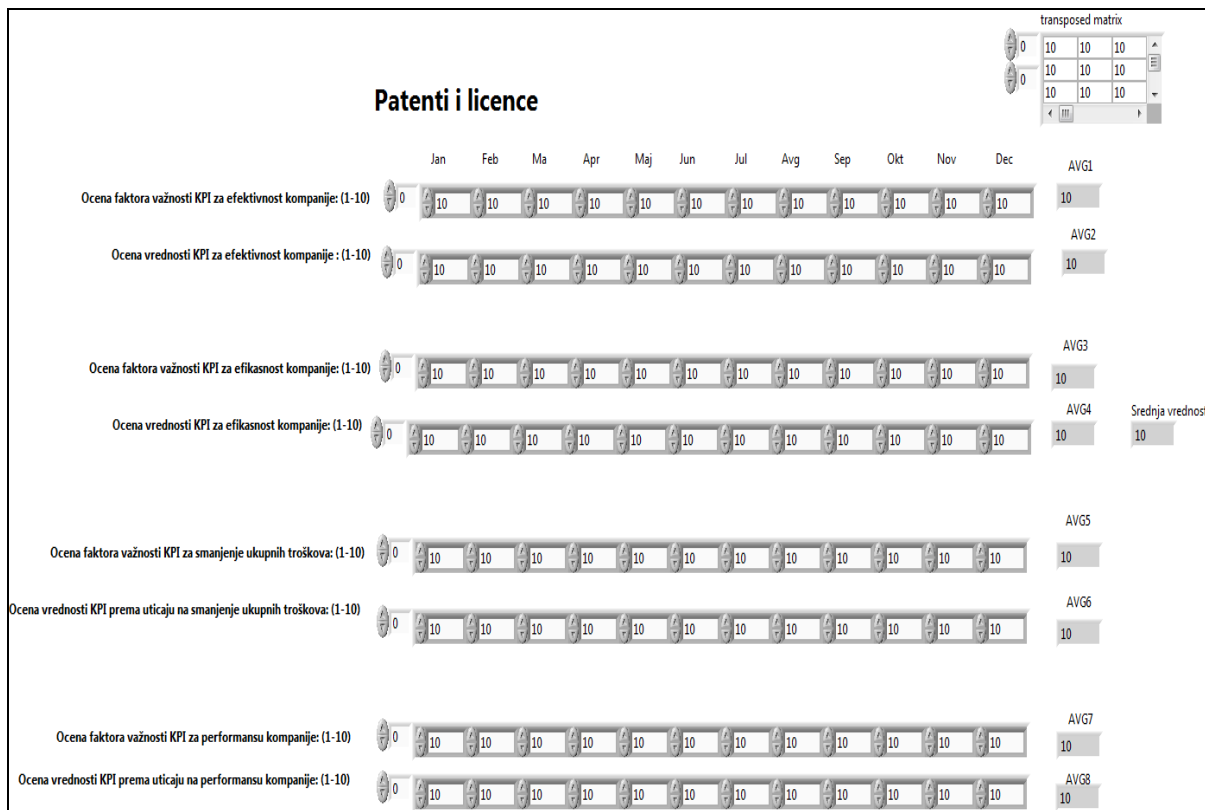 transposed matrix
0 10 10 10
0 10 10 10
10 10 10
Patenti i licence
Jan Feb Ma Apr Maj Jun Jul Avg Sep Okt Nov Dec AVG1
Ocena faktora važnosti KPI za efektivnost kompanije: (1-10) 0 10 10 10 10 10 10 10 10 10 10 10 10 10
AVG2
Ocena vrednosti KPI za efektivnost kompanije : (1-10) 0 10 10 10 10 10 10 10 10 10 10 10 10 10
AVG3
Ocena faktora važnosti KPI za efikasnost kompanije: (1-10) 0 10 10 10 10 10 10 10 10 10 10 10 10 10
AVG4 Srednja vrednost
Ocena vrednosti KPI za efikasnost kompanije: (1-10) 0 10 10 10 10 10 10 10 10 10 10 10 10 10 10
AVG5
Ocena faktora važnosti KPI za smanjenje ukupnih troškova: (1-10) 0 10 10 10 10 10 10 10 10 10 10 10 10 10
AVG6
Ocena vrednosti KPI prema uticaju na smanjenje ukupnih troškova: (1-10) 0 10 10 10 10 10 10 10 10 10 10 10 10 10
AVG7
Ocena faktora važnosti KPI za performansu kompanije: (1-10) 0 10 10 10 10 10 10 10 10 10 10 10 10 10
AVG8
Ocena vrednosti KPI prema uticaju na performansu kompanije: (1-10) 0 10 10 10 10 10 10 10 10 10 10 10 10 10